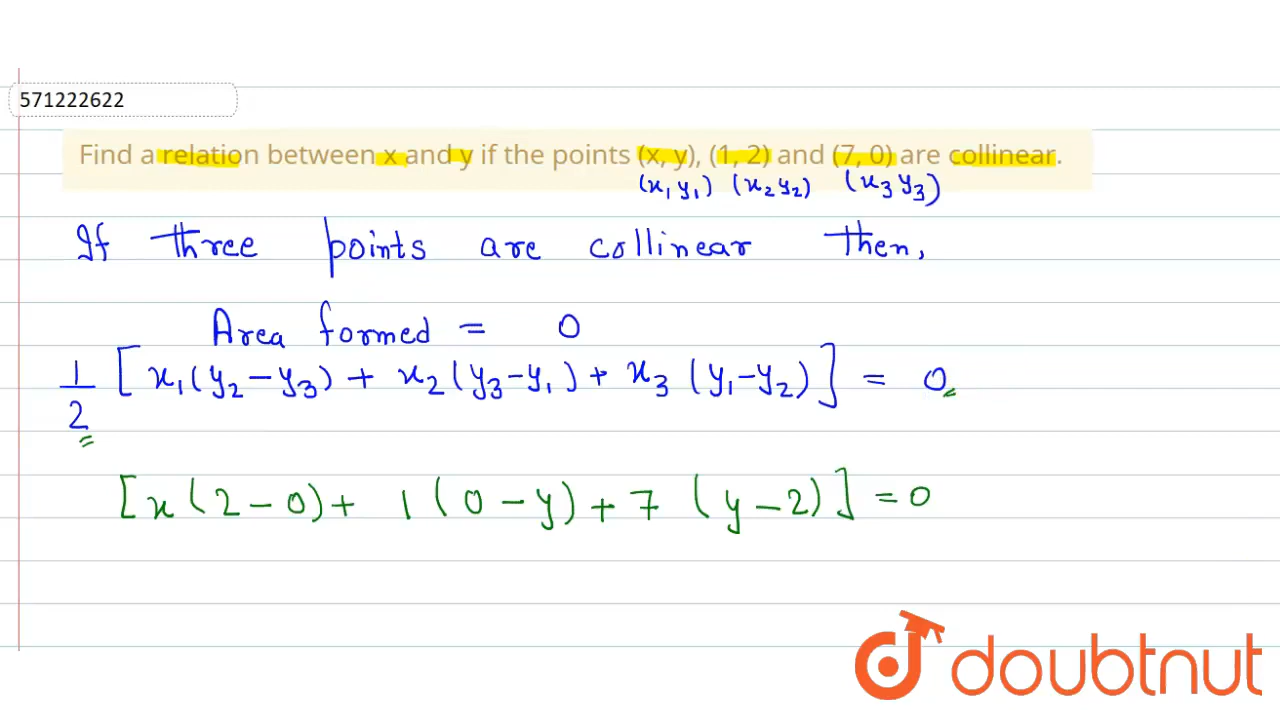 571222622
Find a relation between x and y if the points (x, y), (1, 2) and (7, 0) are collinear.
(x₁ y₁) (x₂ y₂) (x₃ y₃)
If three points are collinear then,
Area formed = 0
1/2 [x₁(y₂-y₃) + x₂(y₃-y₁) + x₃(y₁-y₂)] = 0
[x(2-0) + 1(0-y) + 7(y-2)] = 0
doubtnut